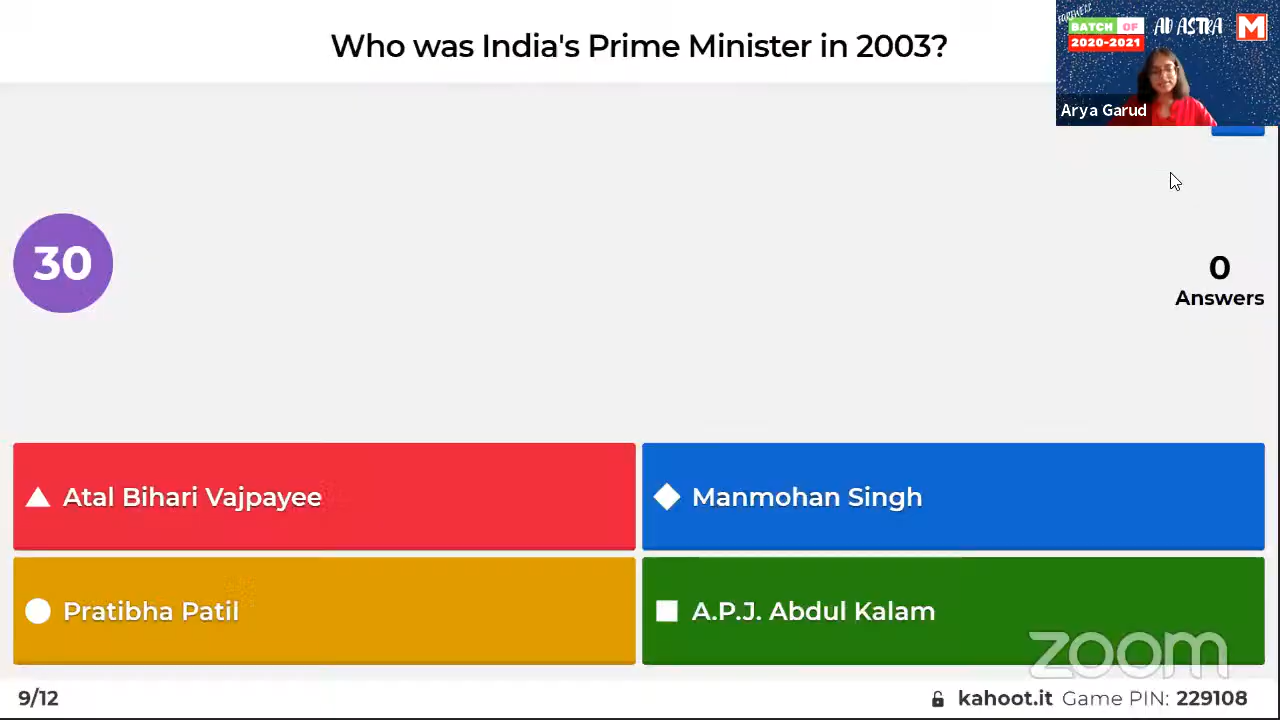 Who was India's Prime Minister in 2003?
FAREWELL
BATCH OF
2020-2021
AD ASTRA
M
Arya Garud
30
0
Answers
Atal Bihari Vajpayee
Manmohan Singh
Pratibha Patil
A.P.J. Abdul Kalam
zoom
9/12
kahoot.it Game PIN: 229108